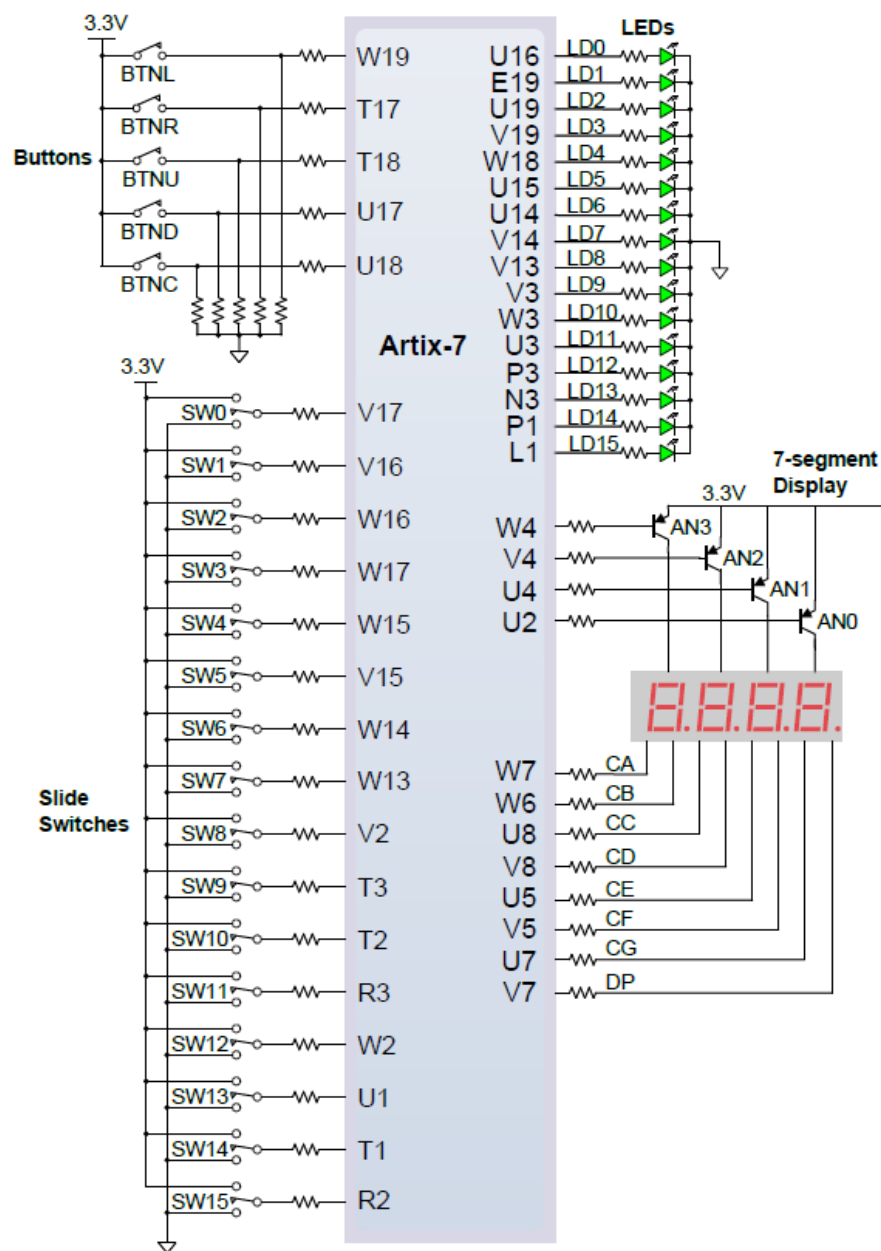 3.3V
BTNL
W19
BTNR
T17
Buttons
BTNU
T18
BTND
U17
BTNC
U18
Artix-7
LEDs
U16 LD0
E19 LD1
U19 LD2
V19 LD3
W18 LD4
U15 LD5
U14 LD6
V14 LD7
V13 LD8
V3 LD9
W3 LD10
U3 LD11
P3 LD12
N3 LD13
P1 LD14
L1 LD15
3.3V
SW0 V17
SW1 V16
SW2 W16
SW3 W17
SW4 W15
SW5 V15
SW6 W14
SW7 W13
Slide
Switches
SW8 V2
SW9 T3
SW10 T2
SW11 R3
SW12 W2
SW13 U1
SW14 T1
SW15 R2
7-segment
Display
3.3V
W4 AN3
V4 AN2
U4 AN1
U2 AN0
8.8.8.8.
W7 CA
W6 CB
U8 CC
V8 CD
U5 CE
V5 CF
U7 CG
V7 DP